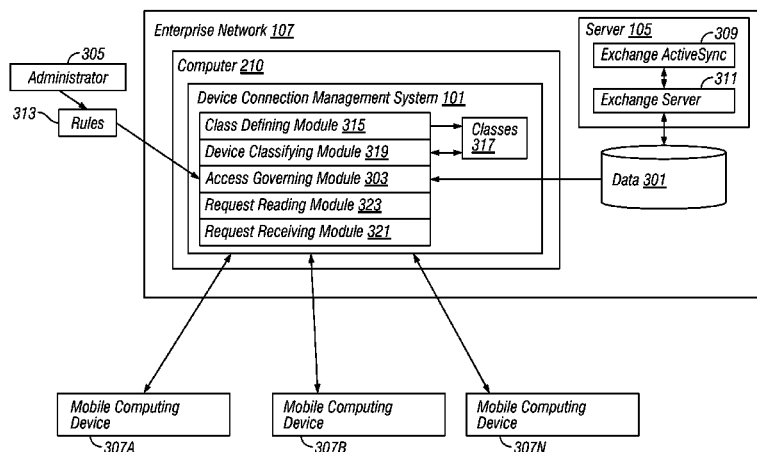 Enterprise Network 107
Server 105
309
Exchange ActiveSync
311
Exchange Server
305
Administrator
313
Rules
Computer 210
Device Connection Management System 101
Class Defining Module 315
Classes
317
Device Classifying Module 319
Access Governing Module 303
Request Reading Module 323
Request Receiving Module 321
Data 301
Mobile Computing
Device
307A
Mobile Computing
Device
307B
Mobile Computing
Device
307N